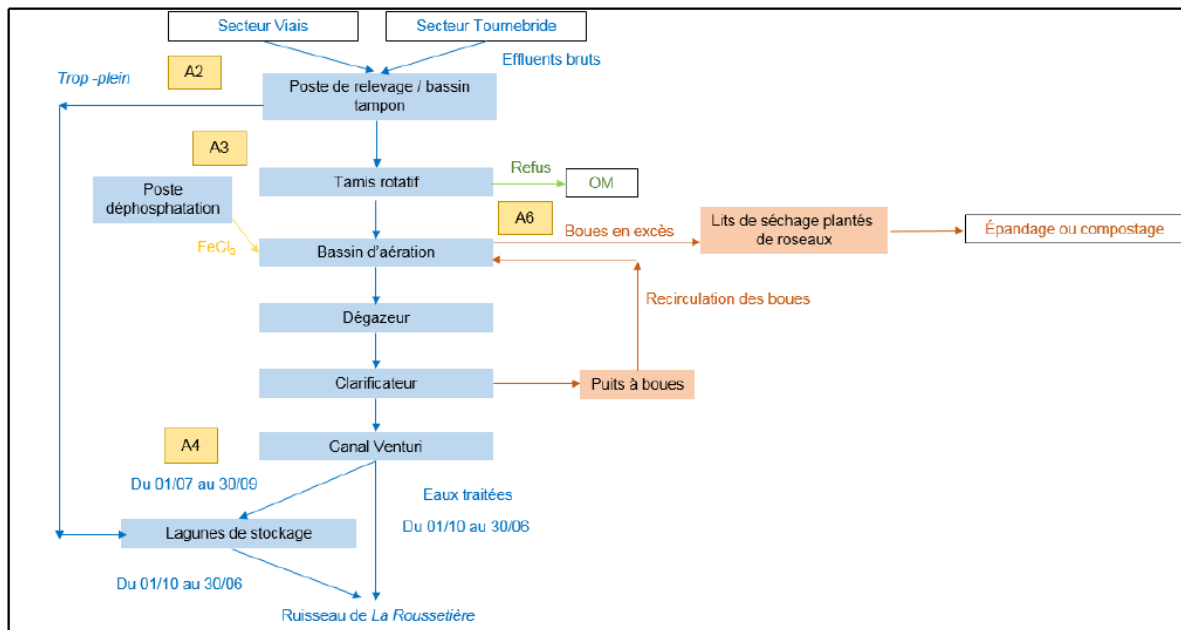 Secteur Viais
Secteur Tournebride
Effluents bruts
Trop -plein
A2
Poste de relevage / bassin
tampon
A3
Refus
Tamis rotatif
OM
Poste
déphosphatation
A6
Lits de séchage plantés
de roseaux
Épandage ou compostage
Boues en excès
FeCl3
Bassin d'aération
Recirculation des boues
Dégazeur
Clarificateur
Puits à boues
A4
Canal Venturi
Du 01/07 au 30/09
Eaux traitées
Du 01/10 au 30/06
Lagunes de stockage
Du 01/10 au 30/06
Ruisseau de La Roussetière